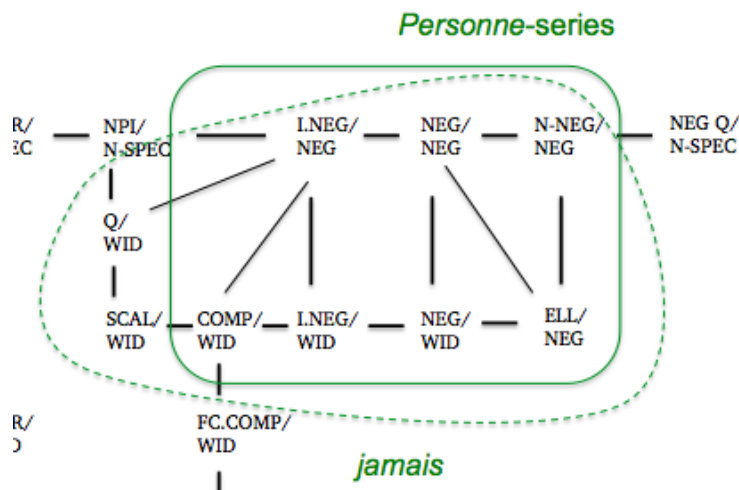 Personne-series
R/
EC
NPI/
N-SPEC
I.NEG/
NEG
NEG/
NEG
N-NEG/
NEG
NEG Q/
N-SPEC
Q/
WID
SCAL/
WID
COMP/
WID
I.NEG/
WID
NEG/
WID
ELL/
NEG
R/
D
FC.COMP/
WID
jamais